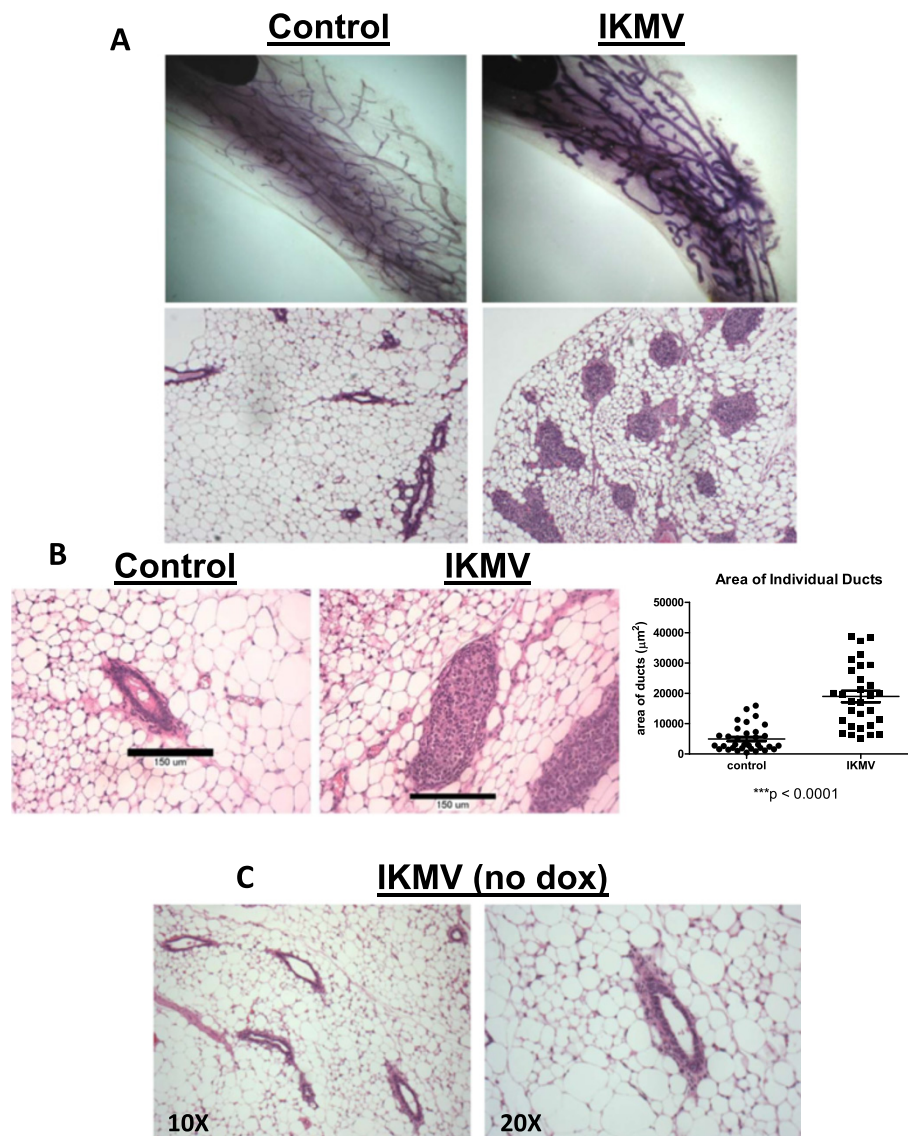 A
Control
IKMV
B
Control
IKMV
150 um
150 um
Area of Individual Ducts
area of ducts (μm²)
50000
40000
30000
20000
10000
0
control
IKMV
***p < 0.0001
C
IKMV (no dox)
10X
20X